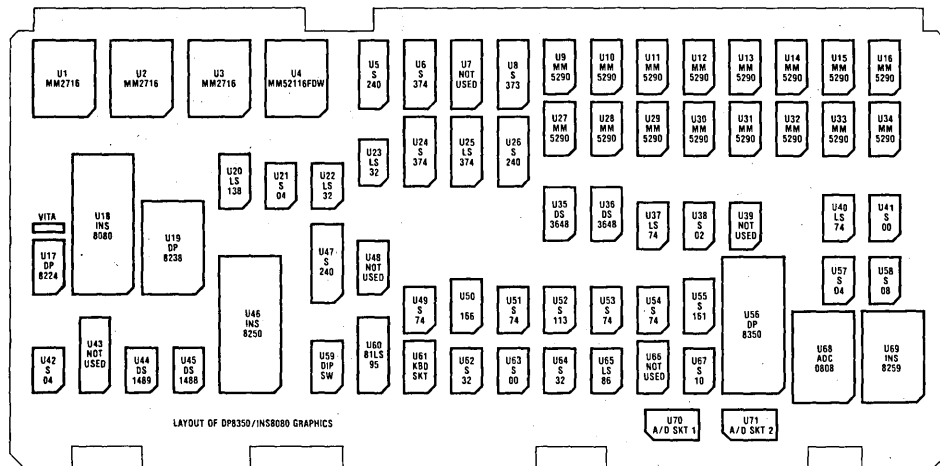 U1
MM2716
U2
MM2716
U3
MM2716
U4
MM52116FDW
U5
S
240
U6
S
374
U7
NOT
USED
U8
S
373
U9
MM
5290
U10
MM
5290
U11
MM
5290
U12
MM
5290
U13
MM
5290
U14
MM
5290
U15
MM
5290
U16
MM
5290
U27
MM
5290
U28
MM
5290
U29
MM
5290
U30
MM
5290
U31
MM
5290
U32
MM
5290
U33
MM
5290
U34
MM
5290
U23
LS
32
U24
S
374
U25
LS
374
U26
S
240
U20
LS
138
U21
S
04
U22
LS
32
VITA
U17
DP
8224
U18
INS
8080
U19
DP
8238
U35
DS
3648
U36
DS
3648
U37
LS
74
U38
S
02
U39
NOT
USED
U40
LS
74
U41
S
00
U47
S
240
U48
NOT
USED
U46
INS
8250
U49
S
74
U50
166
U51
S
74
U52
S
113
U53
S
74
U54
S
74
U55
S
161
U56
DP
8350
U57
S
04
U58
S
08
U42
S
04
U43
NOT
USED
U44
DS
1489
U45
DS
1488
U59
DIP
SW
U60
81LS
95
U61
KBD
SKT
U62
S
32
U63
S
00
U64
S
32
U65
LS
86
U66
NOT
USED
U67
S
10
U68
ADC
0808
U69
INS
8259
U70
A/D SKT 1
U71
A/D SKT 2
LAYOUT OF DP8350/INS8080 GRAPHICS